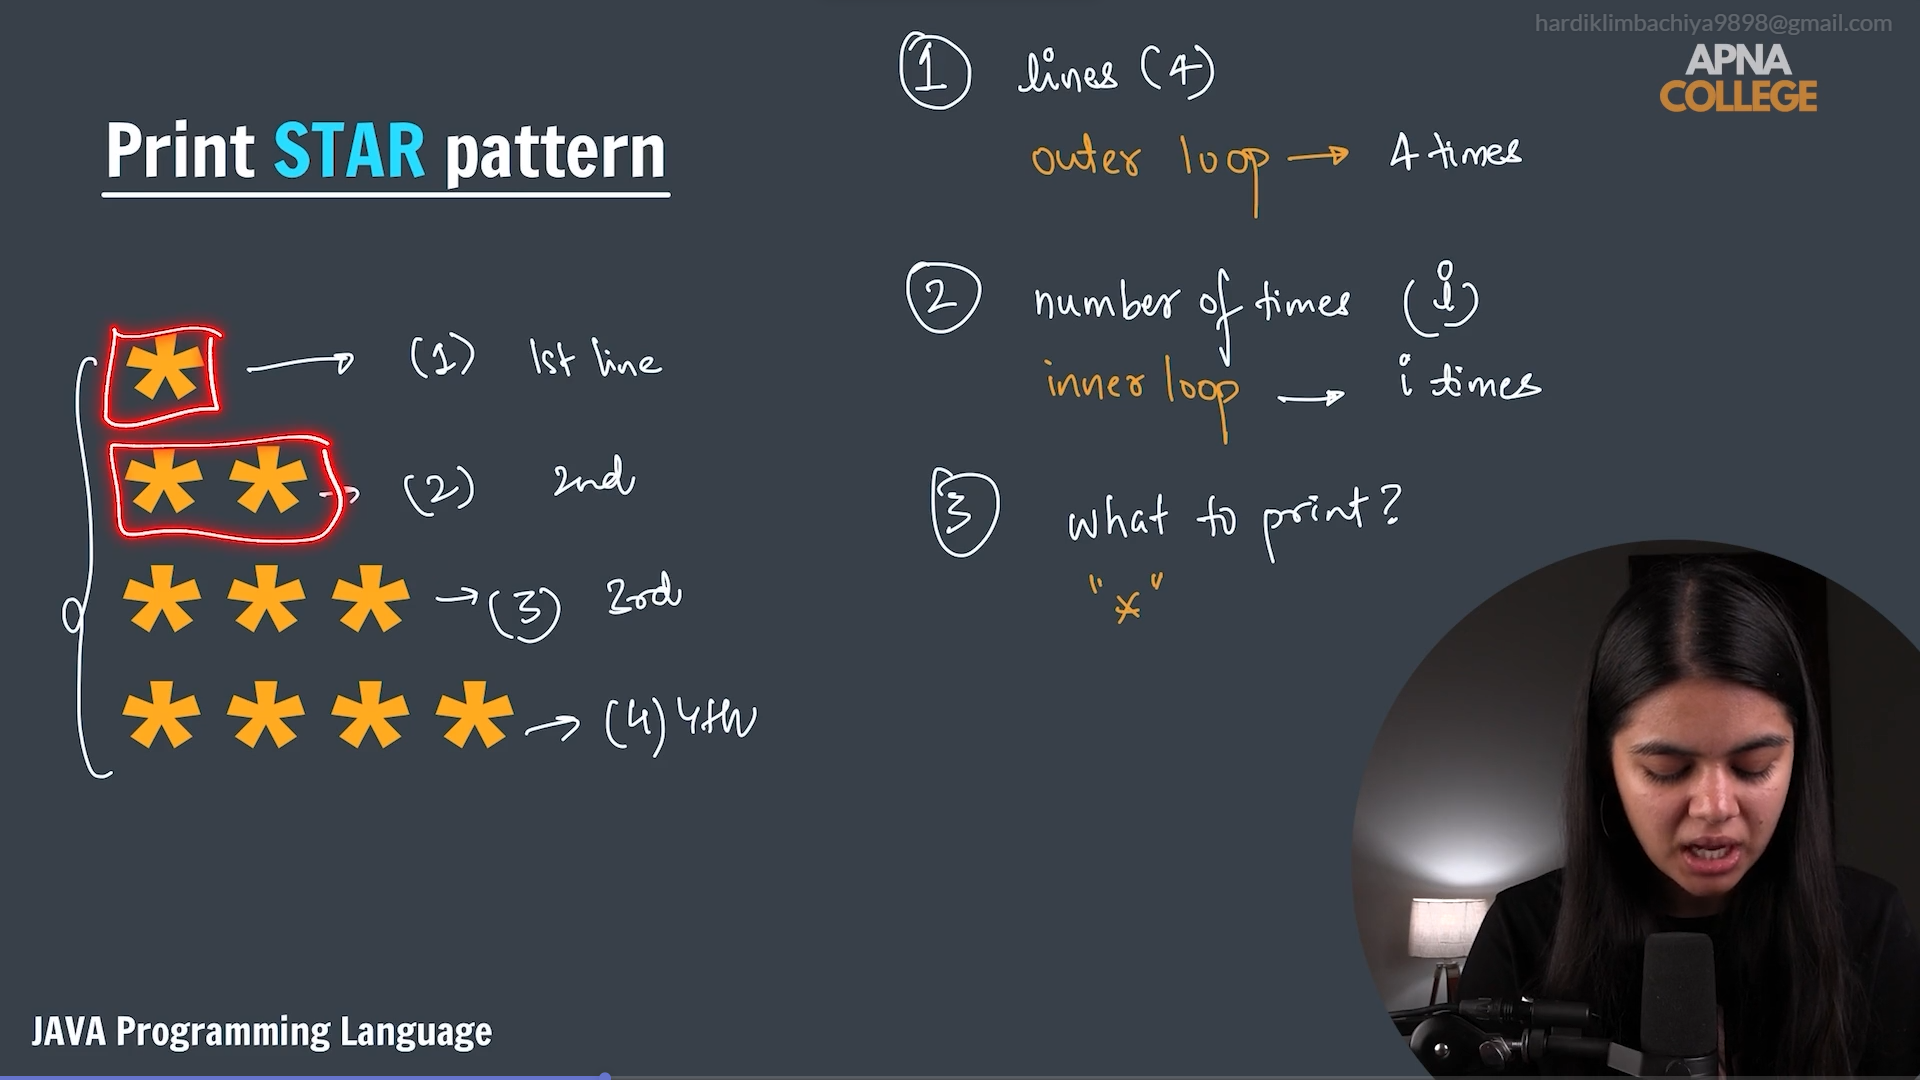 hardiklimbachiya9898@gmail.com
APNA
COLLEGE
Print STAR pattern
* → (1) 1st line
* * → (2) 2nd
* * * → (3) 3rd
* * * * → (4) 4th
1 lines (4)
outer loop → 4 times
2 number of times (i)
inner loop → i times
3 what to print?
"*"
JAVA Programming Language